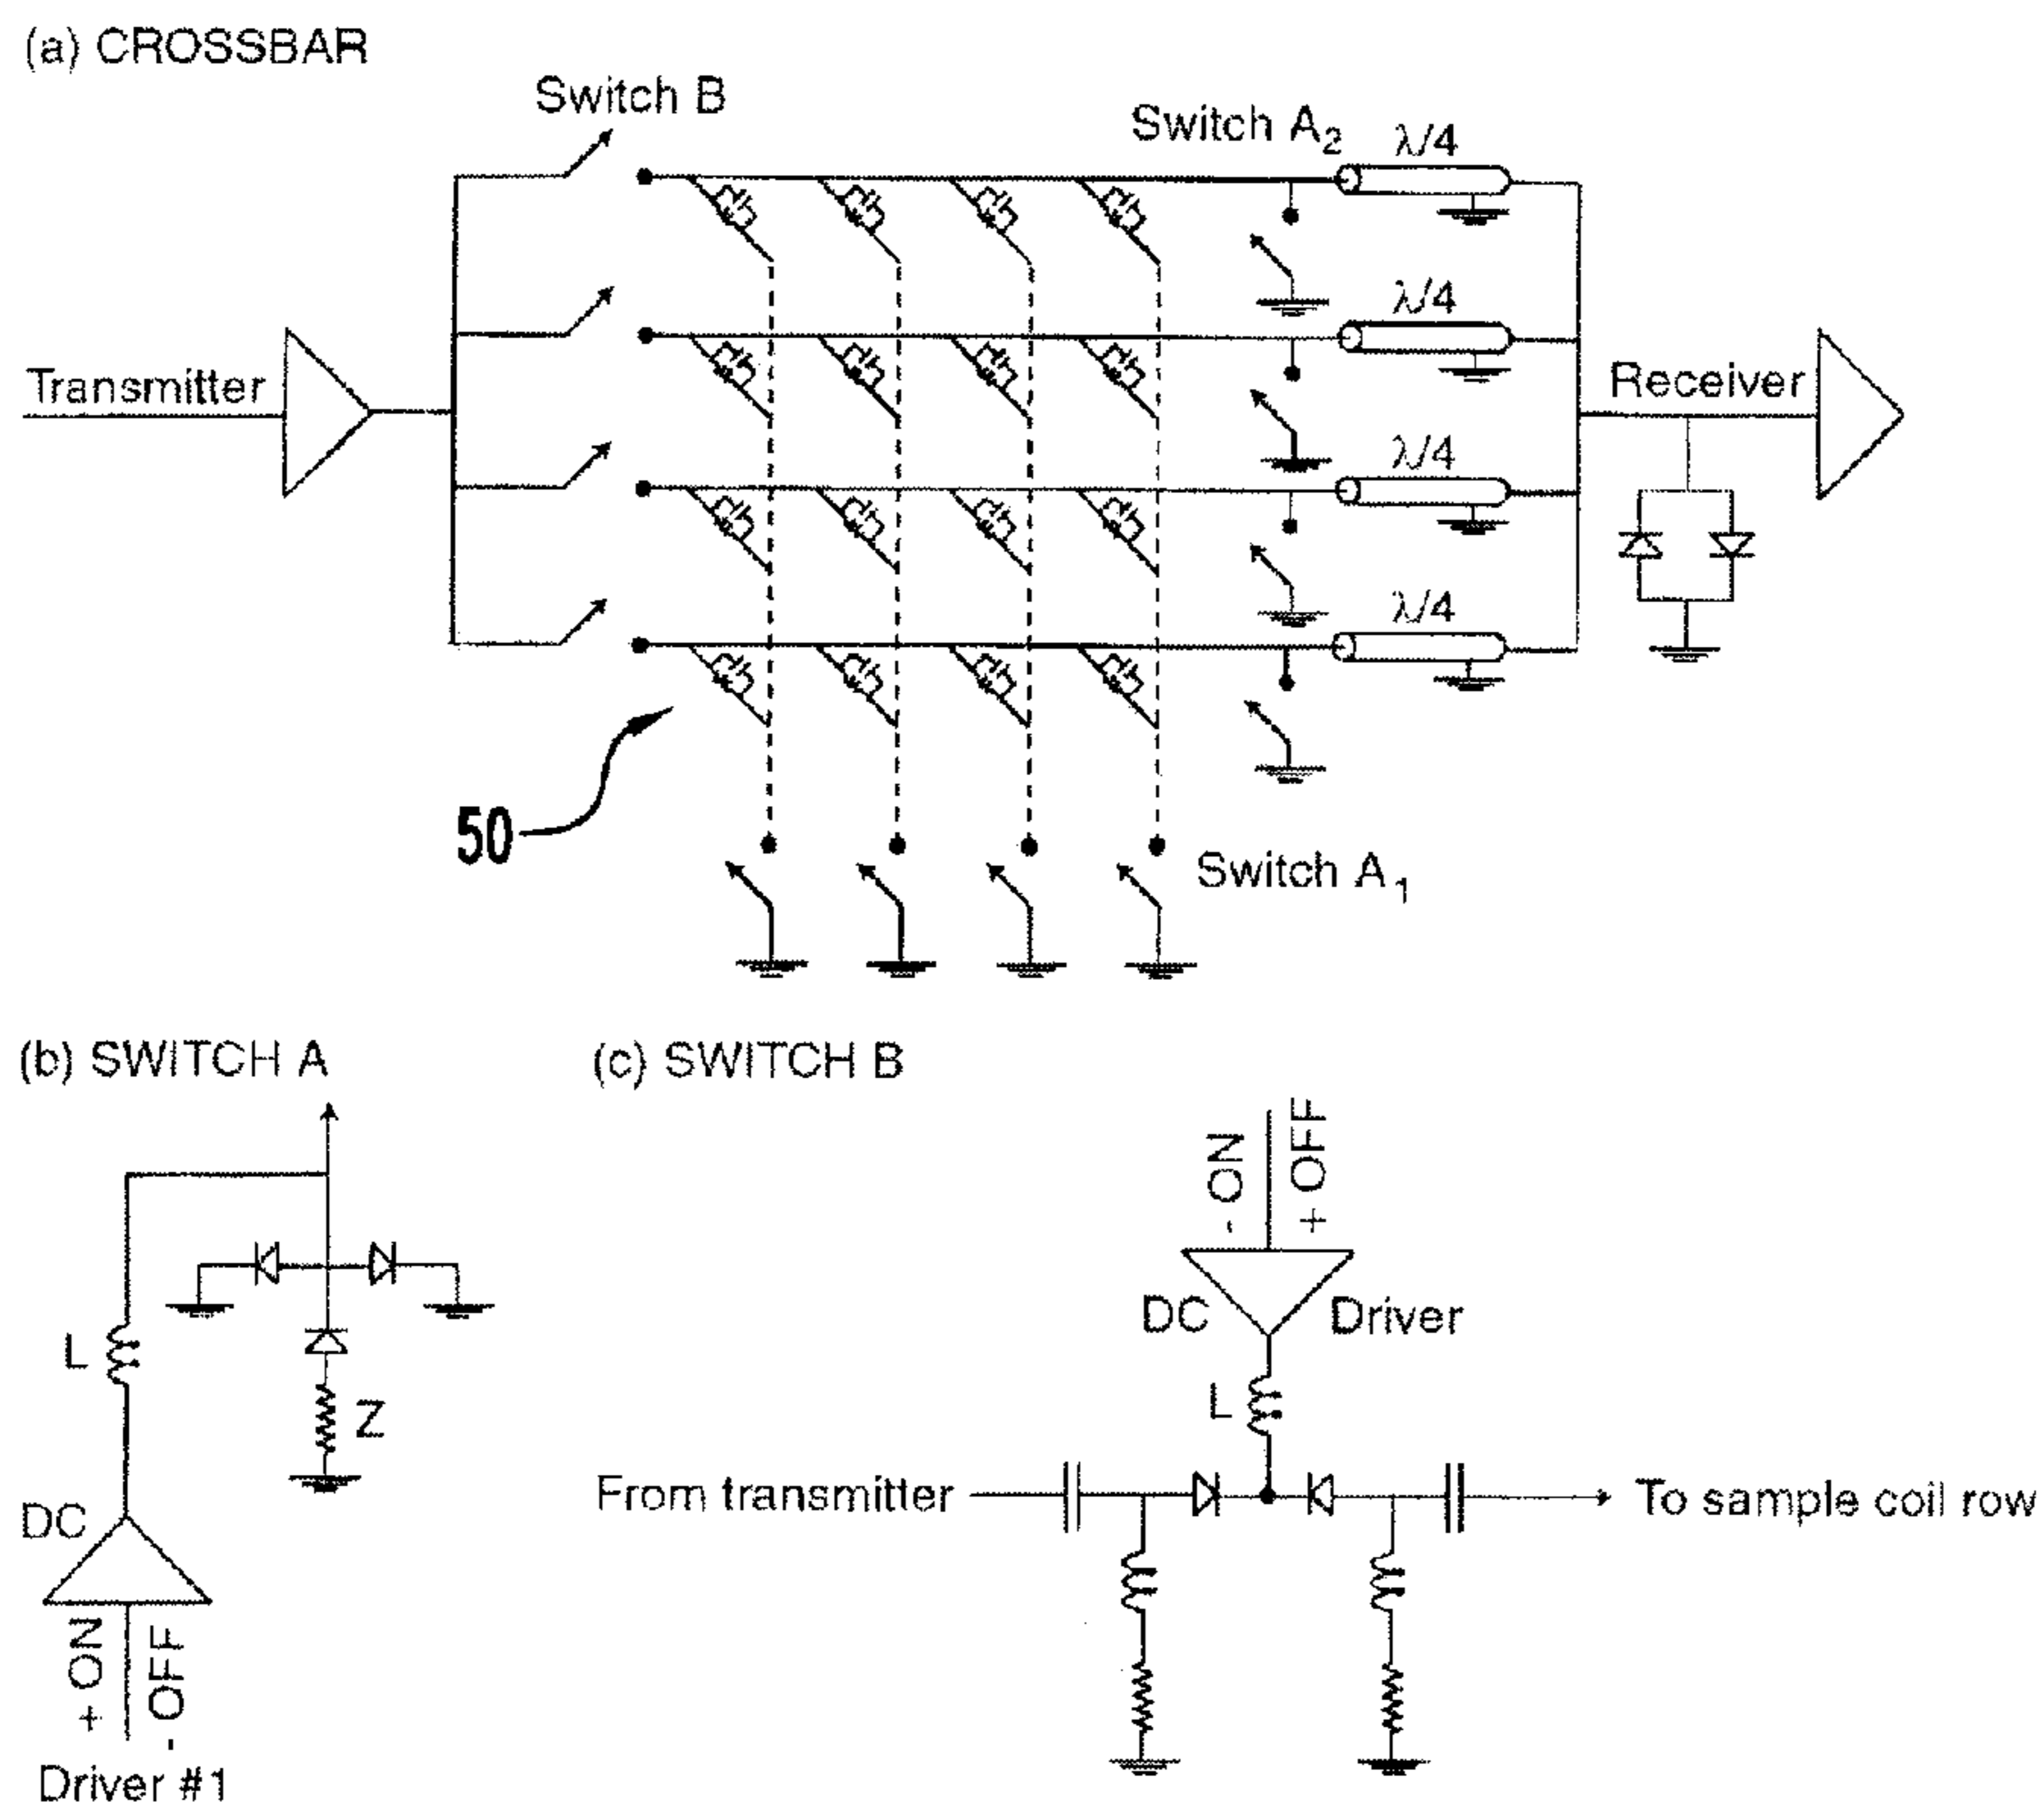 (a) CROSSBAR
Switch B
Switch A₂
λ/4
λ/4
Transmitter
Receiver
λ/4
λ/4
50
Switch A₁
(b) SWITCH A
(c) SWITCH B
- ON
+ OFF
DC
Driver
L
Z
L
From transmitter
To sample coil row
DC
+ ON
- OFF
Driver #1